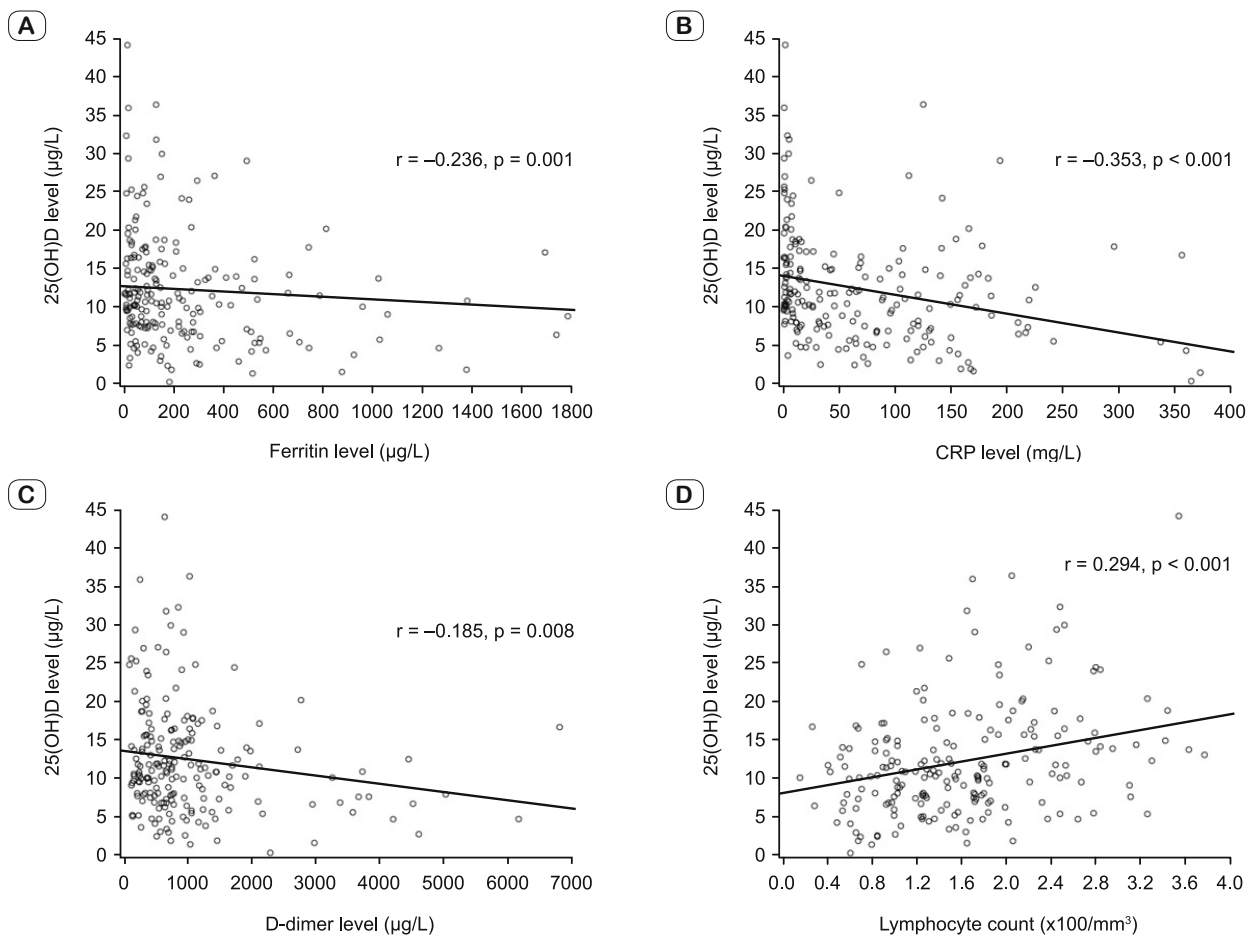 A
45
40
35
30
25
20
15
10
5
0
25(OH)D level (µg/L)
r = –0.236, p = 0.001
0 200 400 600 800 1000 1200 1400 1600 1800
Ferritin level (µg/L)
B
45
40
35
30
25
20
15
10
5
0
25(OH)D level (µg/L)
r = –0.353, p < 0.001
0 50 100 150 200 250 300 350 400
CRP level (mg/L)
C
45
40
35
30
25
20
15
10
5
0
25(OH)D level (µg/L)
r = –0.185, p = 0.008
0 1000 2000 3000 4000 5000 6000 7000
D-dimer level (µg/L)
D
45
40
35
30
25
20
15
10
5
0
25(OH)D level (µg/L)
r = 0.294, p < 0.001
0.0 0.4 0.8 1.2 1.6 2.0 2.4 2.8 3.2 3.6 4.0
Lymphocyte count (x100/mm³)